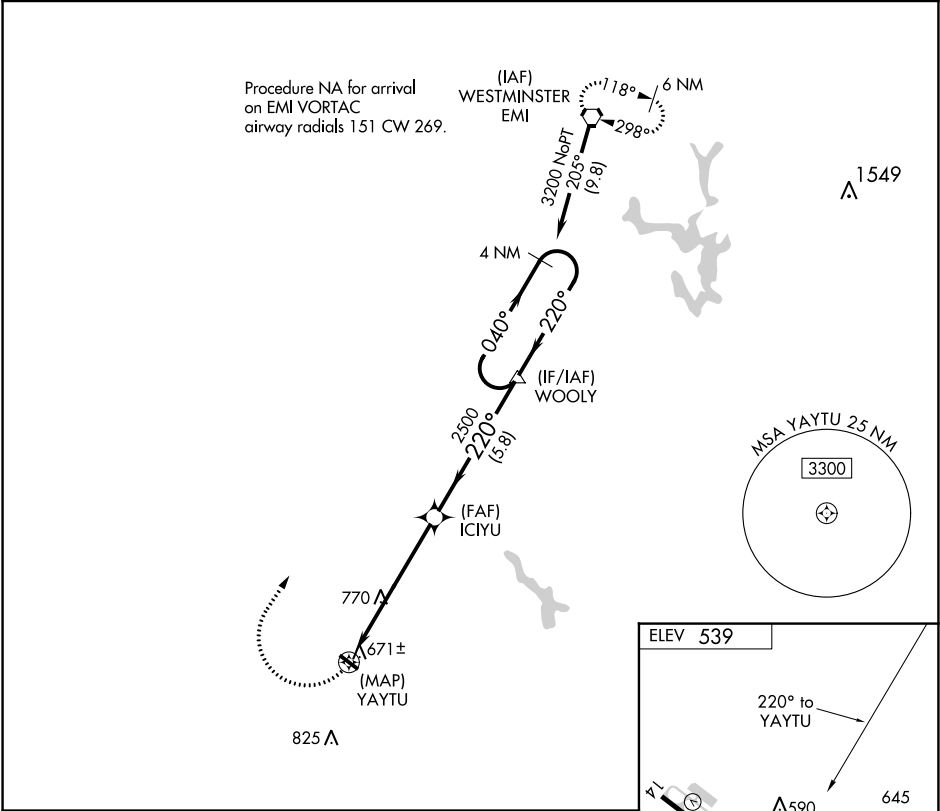 Procedure NA for arrival
on EMI VORTAC
airway radials 151 CW 269.
(IAF)
WESTMINSTER
EMI
118°
6 NM
298°
3200 NoPT
205°
(9.8)
1549
4 NM
040°
220°
(IF/IAF)
WOOLY
2500
220°
(5.8)
MSA YAYTU 25 NM
3300
(FAF)
ICIYU
770
671±
(MAP)
YAYTU
825
ELEV 539
220° to
YAYTU
14
V
590
645